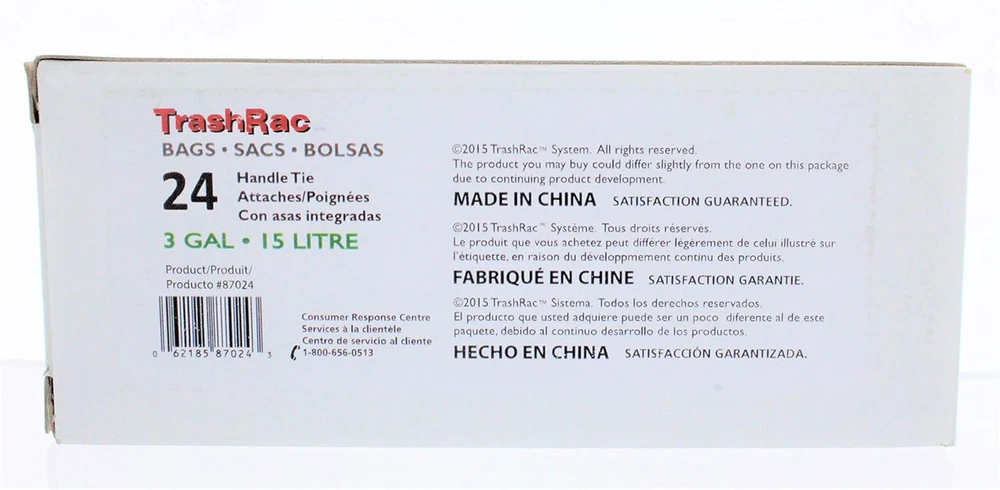 TrashRac
BAGS • SACS • BOLSAS
24
Handle Tie
Attaches/Poignées
Con asas integradas
3 GAL • 15 LITRE
Product/Produit/
Producto #87024
0 62185 87024 3
Consumer Response Centre
Services à la clientèle
Centro de servicio al cliente
1-800-656-0513
©2015 TrashRac™ System. All rights reserved.
The product you may buy could differ slightly from the one on this package
due to continuing product development.
MADE IN CHINA SATISFACTION GUARANTEED.
©2015 TrashRac™ Système. Tous droits réservés.
Le produit que vous achetez peut différer légèrement de celui illustré sur
l'étiquette, en raison du développmement continu des produits.
FABRIQUÉ EN CHINE SATISFACTION GARANTIE.
©2015 TrashRac™ Sistema. Todos los derechos reservados.
El producto que usted adquiere puede ser un poco diferente al de este
paquete, debido al continuo desarrollo de los productos.
HECHO EN CHINA SATISFACCIÓN GARANTIZADA.